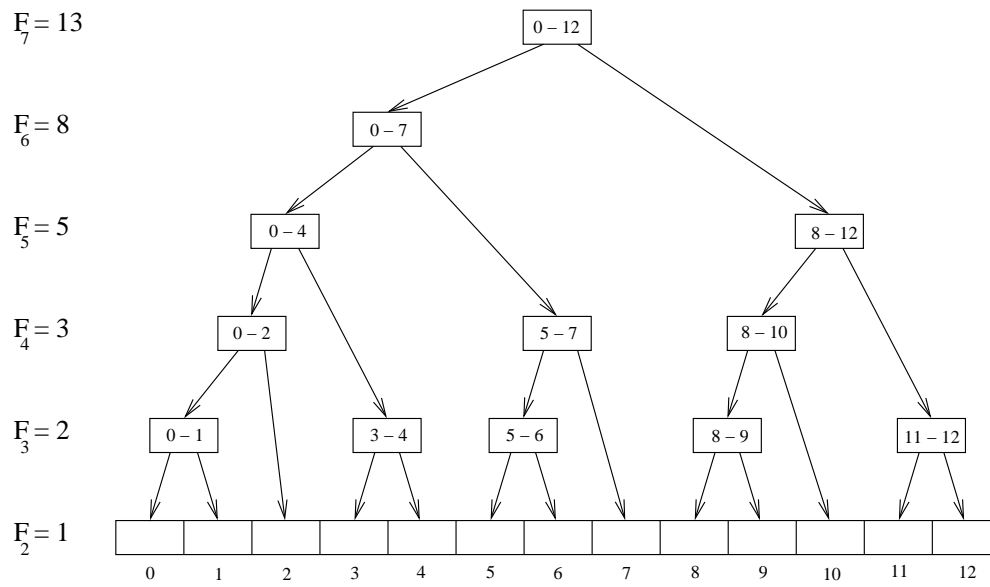 F₇ = 13
0 – 12
F₆ = 8
0 – 7
F₅ = 5
0 – 4
8 – 12
F₄ = 3
0 – 2
5 – 7
8 – 10
F₃ = 2
0 – 1
3 – 4
5 – 6
8 – 9
11 – 12
F₂ = 1
0 1 2 3 4 5 6 7 8 9 10 11 12